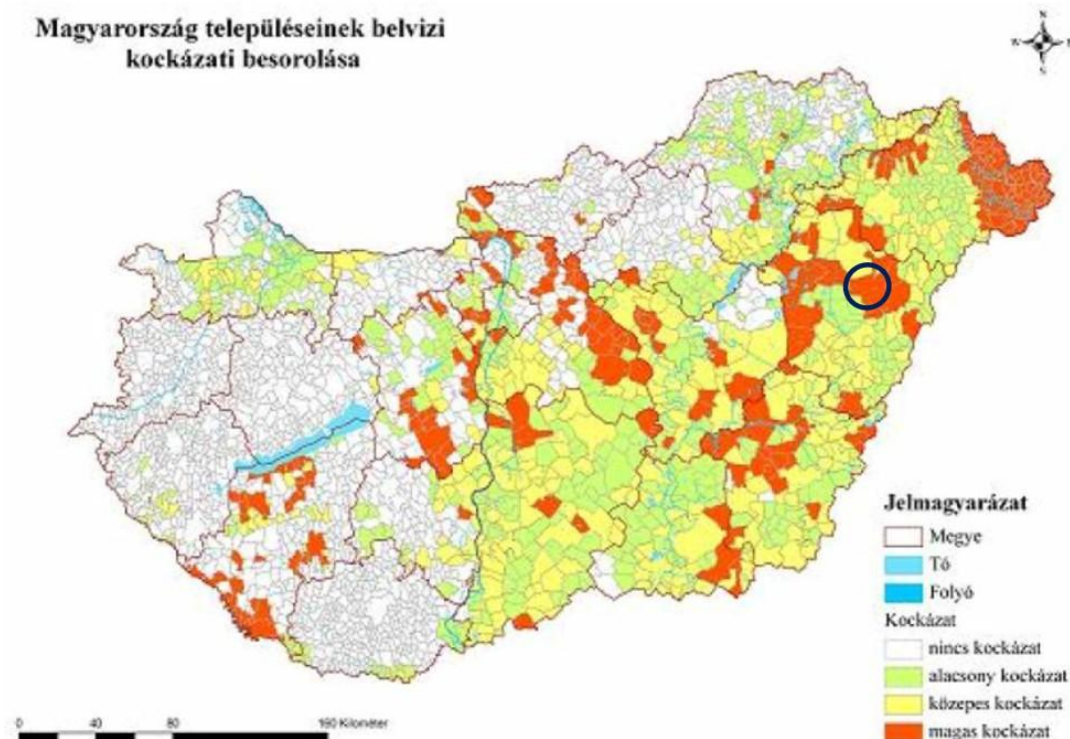 Magyarország településeinek belvizi
kockázati besorolása
N
W E
S
Jelmagyarázat
Megye
Tó
Folyó
Kockázat
nincs kockázat
alacsony kockázat
közepes kockázat
magas kockázat
0 40 80 160 Kilométer